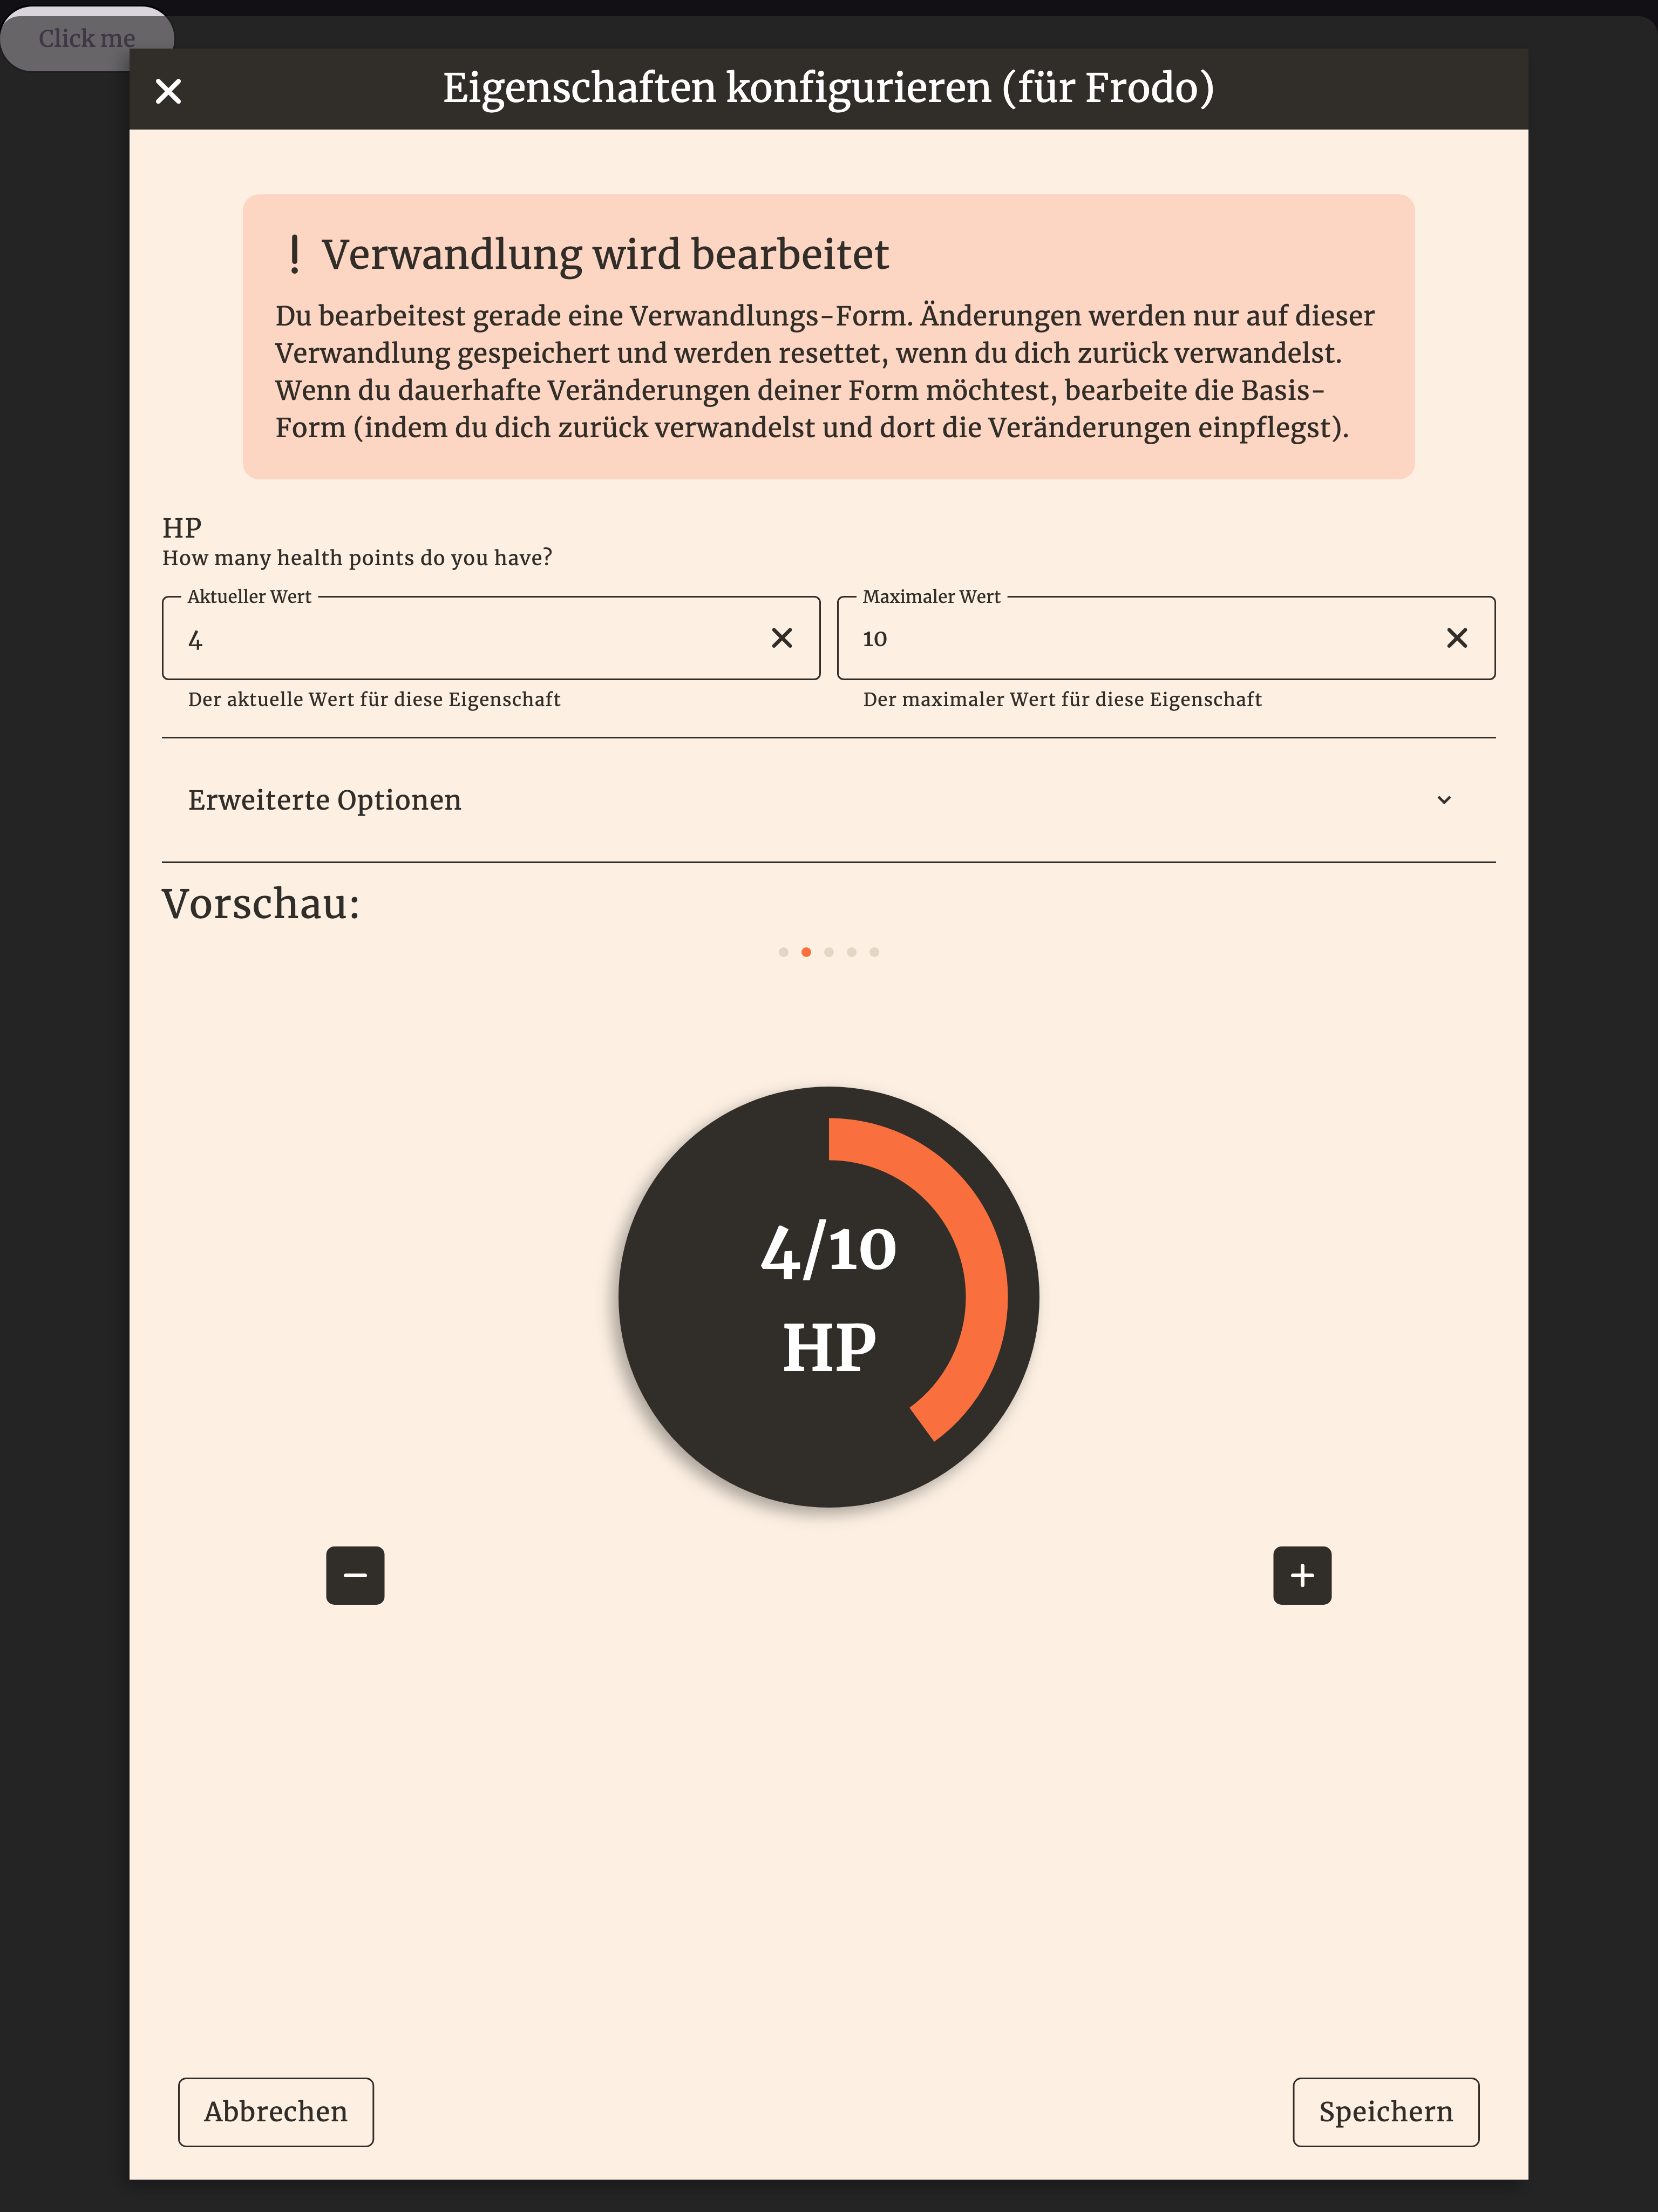 Click me
Eigenschaften konfigurieren (für Frodo)
! Verwandlung wird bearbeitet
Du bearbeitest gerade eine Verwandlungs-Form. Änderungen werden nur auf dieser
Verwandlung gespeichert und werden resettet, wenn du dich zurück verwandelst.
Wenn du dauerhafte Veränderungen deiner Form möchtest, bearbeite die Basis-
Form (indem du dich zurück verwandelst und dort die Veränderungen einpflegst).
HP
How many health points do you have?
Aktueller Wert
4
Der aktuelle Wert für diese Eigenschaft
Maximaler Wert
10
Der maximaler Wert für diese Eigenschaft
Erweiterte Optionen
Vorschau:
4/10
HP
Abbrechen
Speichern